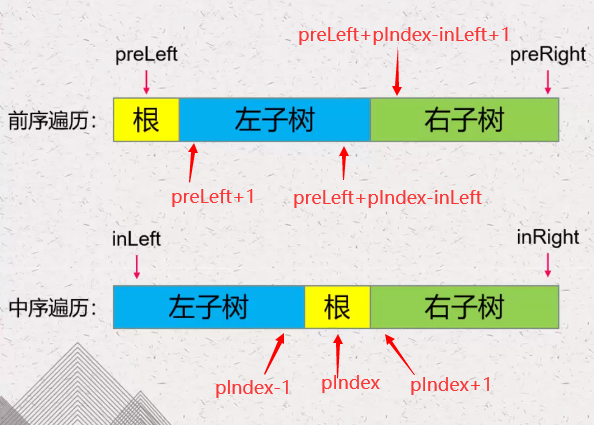 preLeft+pIndex-inLeft+1
preLeft
preRight
前序遍历：
根
左子树
右子树
preLeft+1
preLeft+pIndex-inLeft
inLeft
inRight
中序遍历：
左子树
根
右子树
pIndex-1
pIndex
pIndex+1